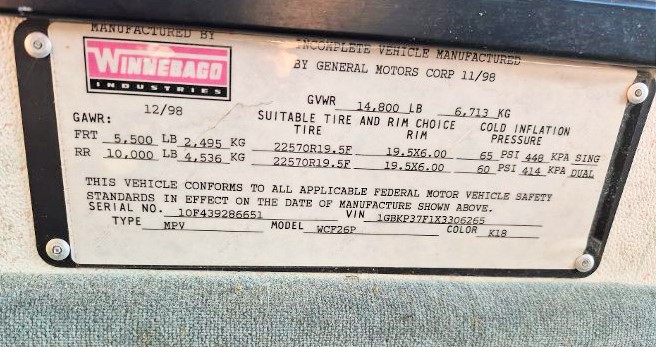 MANUFACTURED BY
WINNEBAGO
INDUSTRIES
12/98
INCOMPLETE VEHICLE MANUFACTURED
BY GENERAL MOTORS CORP 11/98
GVWR 14,800 LB 6,713 KG
GAWR: SUITABLE TIRE AND RIM CHOICE COLD INFLATION
TIRE RIM PRESSURE
FRT 5,500 LB 2,495 KG 22570R19.5F 19.5X6.00 65 PSI 448 KPA SING
RR 10,000 LB 4,536 KG 22570R19.5F 19.5X6.00 60 PSI 414 KPA DUAL
THIS VEHICLE CONFORMS TO ALL APPLICABLE FEDERAL MOTOR VEHICLE SAFETY
STANDARDS IN EFFECT ON THE DATE OF MANUFACTURE SHOWN ABOVE.
SERIAL NO. 10F439286651 VIN 1GBKP37F1X3306265
TYPE MPV MODEL WCF26P COLOR K18